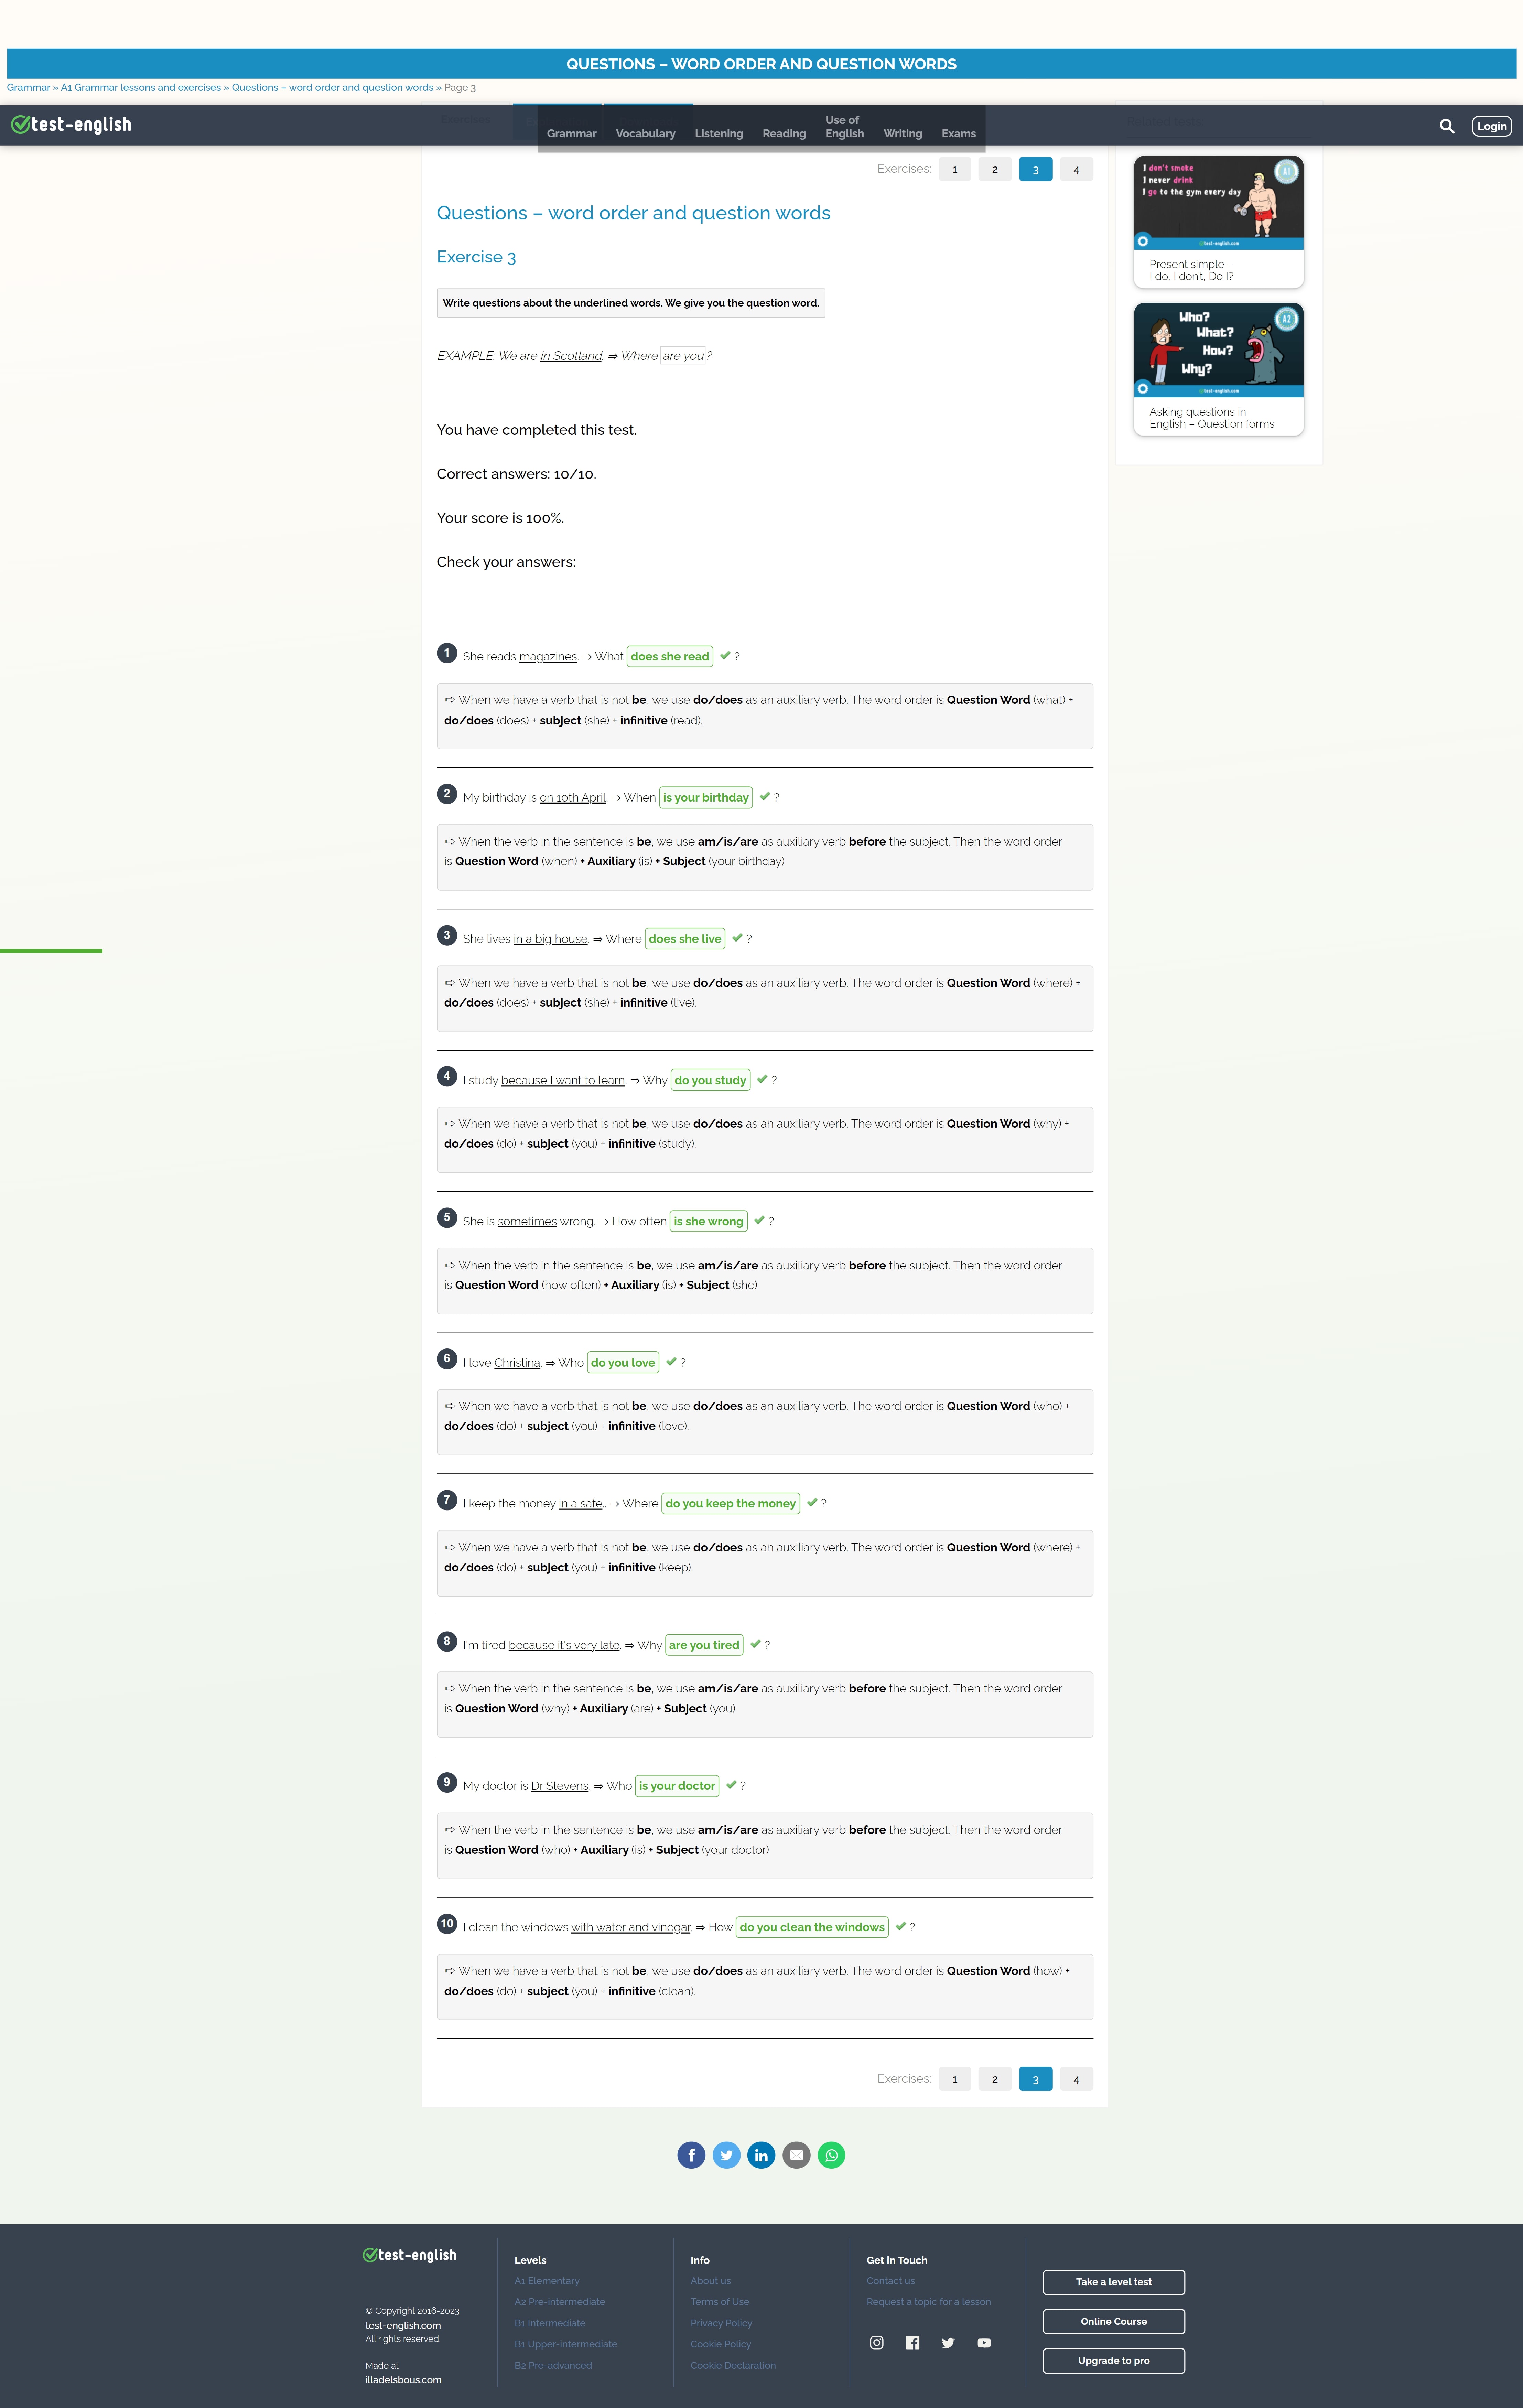 QUESTIONS – WORD ORDER AND QUESTION WORDS
Grammar » A1 Grammar lessons and exercises » Questions – word order and question words » Page 3
test-english
Grammar
Vocabulary
Listening
Reading
Use of
English
Writing
Exams
Login
Exercises: 1 2 3 4
Questions – word order and question words
Exercise 3
Write questions about the underlined words. We give you the question word.
EXAMPLE: We are in Scotland. ⇒ Where are you?
You have completed this test.
Correct answers: 10/10.
Your score is 100%.
Check your answers:
1 She reads magazines. ⇒ What does she read ?
➪ When we have a verb that is not be, we use do/does as an auxiliary verb. The word order is Question Word (what) +
do/does (does) + subject (she) + infinitive (read).
2 My birthday is on 10th April. ⇒ When is your birthday ?
➪ When the verb in the sentence is be, we use am/is/are as auxiliary verb before the subject. Then the word order
is Question Word (when) + Auxiliary (is) + Subject (your birthday)
3 She lives in a big house. ⇒ Where does she live ?
➪ When we have a verb that is not be, we use do/does as an auxiliary verb. The word order is Question Word (where) +
do/does (does) + subject (she) + infinitive (live).
4 I study because I want to learn. ⇒ Why do you study ?
➪ When we have a verb that is not be, we use do/does as an auxiliary verb. The word order is Question Word (why) +
do/does (do) + subject (you) + infinitive (study).
5 She is sometimes wrong. ⇒ How often is she wrong ?
➪ When the verb in the sentence is be, we use am/is/are as auxiliary verb before the subject. Then the word order
is Question Word (how often) + Auxiliary (is) + Subject (she)
6 I love Christina. ⇒ Who do you love ?
➪ When we have a verb that is not be, we use do/does as an auxiliary verb. The word order is Question Word (who) +
do/does (do) + subject (you) + infinitive (love).
7 I keep the money in a safe.. ⇒ Where do you keep the money ?
➪ When we have a verb that is not be, we use do/does as an auxiliary verb. The word order is Question Word (where) +
do/does (do) + subject (you) + infinitive (keep).
8 I'm tired because it's very late. ⇒ Why are you tired ?
➪ When the verb in the sentence is be, we use am/is/are as auxiliary verb before the subject. Then the word order
is Question Word (why) + Auxiliary (are) + Subject (you)
9 My doctor is Dr Stevens. ⇒ Who is your doctor ?
➪ When the verb in the sentence is be, we use am/is/are as auxiliary verb before the subject. Then the word order
is Question Word (who) + Auxiliary (is) + Subject (your doctor)
10 I clean the windows with water and vinegar. ⇒ How do you clean the windows ?
➪ When we have a verb that is not be, we use do/does as an auxiliary verb. The word order is Question Word (how) +
do/does (do) + subject (you) + infinitive (clean).
Exercises: 1 2 3 4
I don't smoke
I never drink
I go to the gym every day
A1
test-english.com
Present simple –
I do, I don't, Do I?
Who?
What?
How?
Why?
A2
test-english.com
Asking questions in
English – Question forms
test-english
© Copyright 2016-2023
test-english.com
All rights reserved.
Made at
illadelsbous.com
Levels
A1 Elementary
A2 Pre-intermediate
B1 Intermediate
B1 Upper-intermediate
B2 Pre-advanced
Info
About us
Terms of Use
Privacy Policy
Cookie Policy
Cookie Declaration
Get in Touch
Contact us
Request a topic for a lesson
Take a level test
Online Course
Upgrade to pro